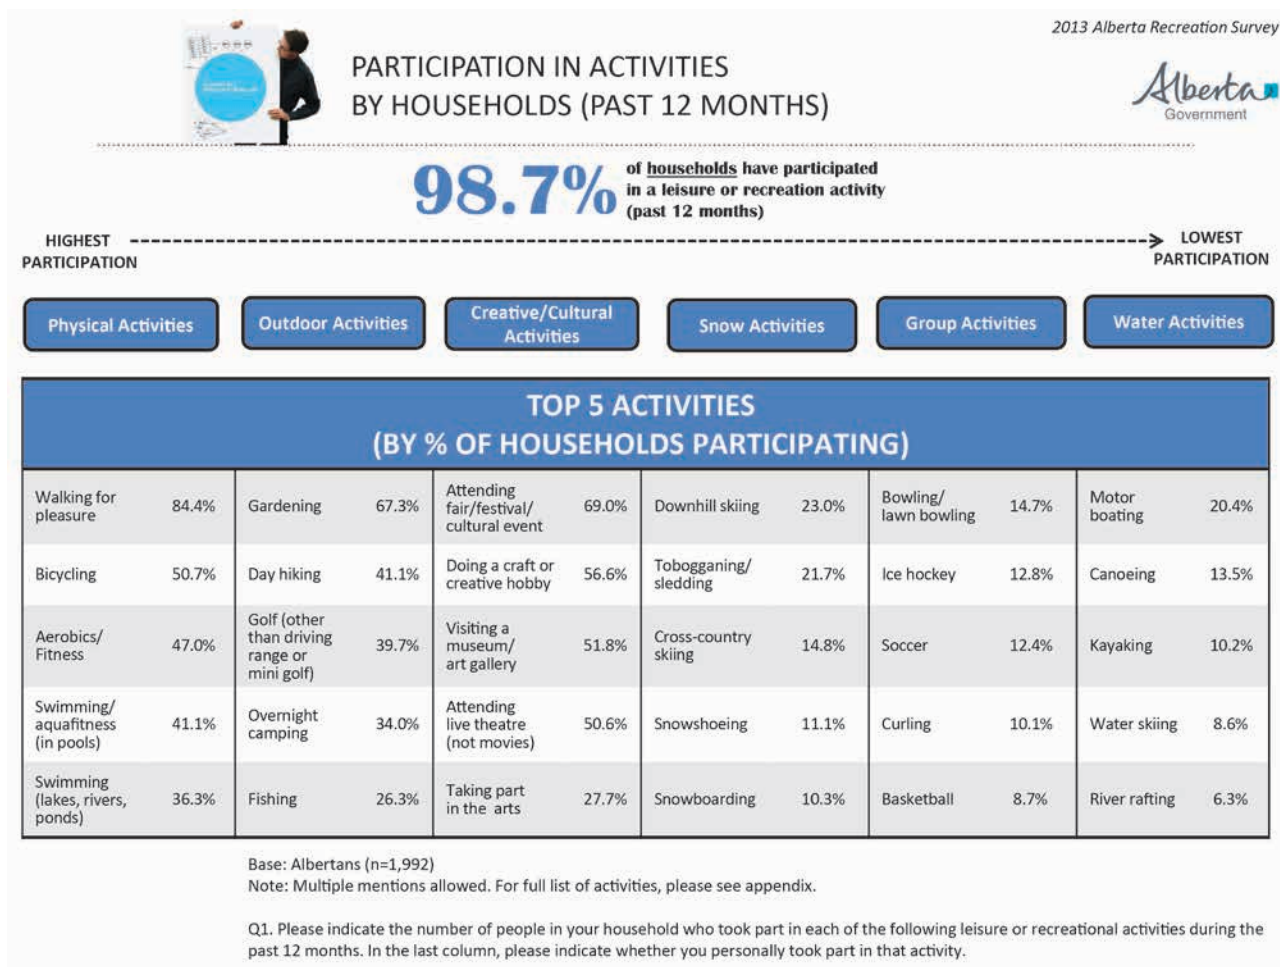 2013 Alberta Recreation Survey
PARTICIPATION IN ACTIVITIES
BY HOUSEHOLDS (PAST 12 MONTHS)
Alberta
Government
98.7%
of households have participated
in a leisure or recreation activity
(past 12 months)
HIGHEST
PARTICIPATION
LOWEST
PARTICIPATION
Physical Activities
Outdoor Activities
Creative/Cultural
Activities
Snow Activities
Group Activities
Water Activities
TOP 5 ACTIVITIES
(BY % OF HOUSEHOLDS PARTICIPATING)
Walking for
pleasure
84.4%
Gardening
67.3%
Attending
fair/festival/
cultural event
69.0%
Downhill skiing
23.0%
Bowling/
lawn bowling
14.7%
Motor
boating
20.4%
Bicycling
50.7%
Day hiking
41.1%
Doing a craft or
creative hobby
56.6%
Tobogganing/
sledding
21.7%
Ice hockey
12.8%
Canoeing
13.5%
Aerobics/
Fitness
47.0%
Golf (other
than driving
range or
mini golf)
39.7%
Visiting a
museum/
art gallery
51.8%
Cross-country
skiing
14.8%
Soccer
12.4%
Kayaking
10.2%
Swimming/
aquafitness
(in pools)
41.1%
Overnight
camping
34.0%
Attending
live theatre
(not movies)
50.6%
Snowshoeing
11.1%
Curling
10.1%
Water skiing
8.6%
Swimming
(lakes, rivers,
ponds)
36.3%
Fishing
26.3%
Taking part
in the arts
27.7%
Snowboarding
10.3%
Basketball
8.7%
River rafting
6.3%
Base: Albertans (n=1,992)
Note: Multiple mentions allowed. For full list of activities, please see appendix.
Q1. Please indicate the number of people in your household who took part in each of the following leisure or recreational activities during the
past 12 months. In the last column, please indicate whether you personally took part in that activity.